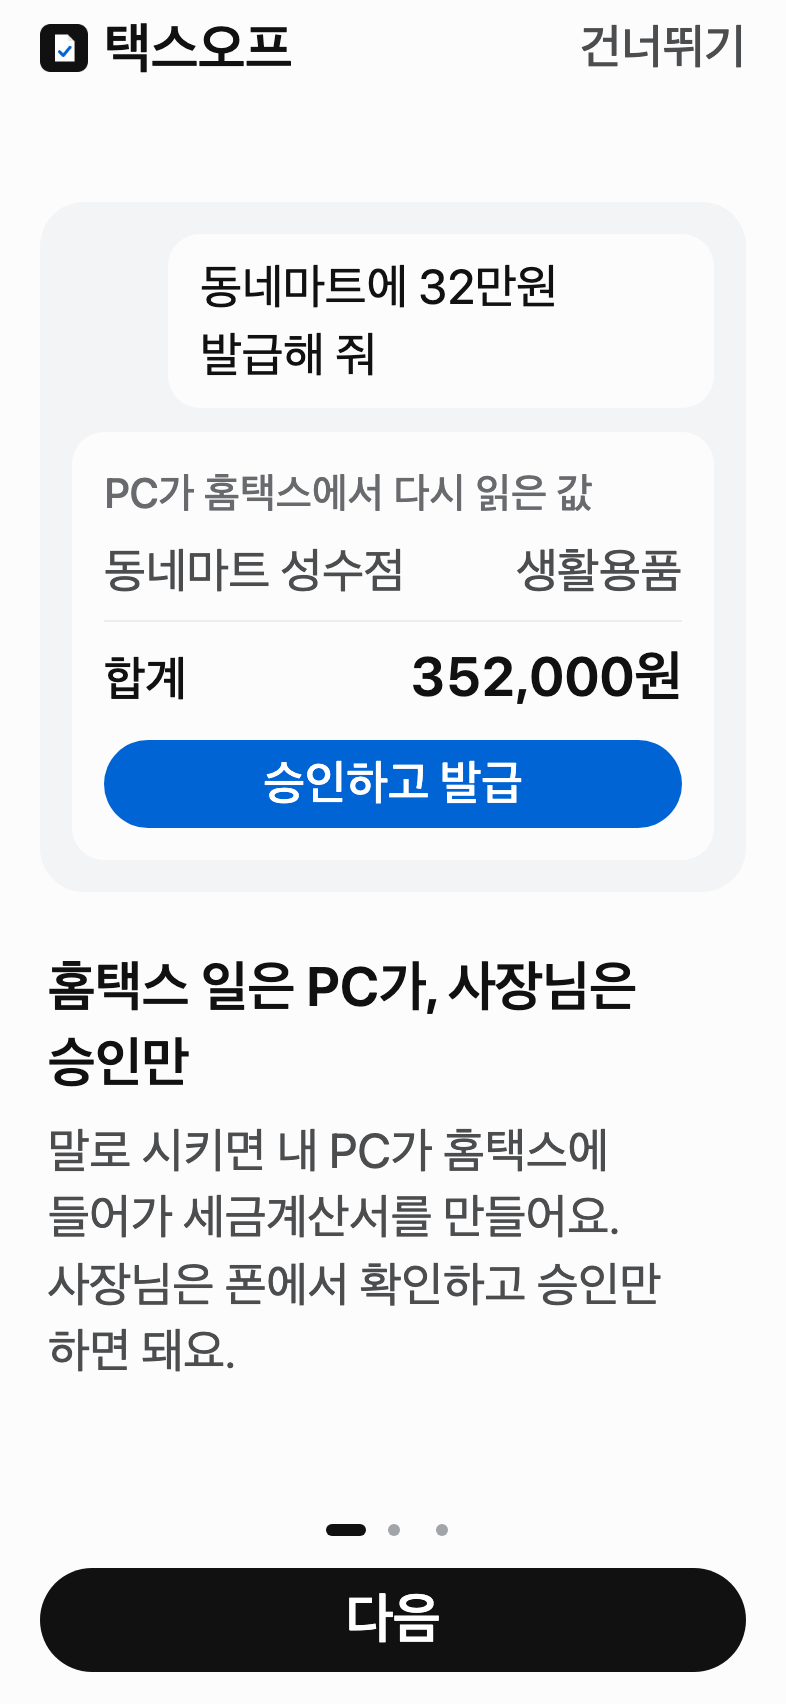 택스오프
건너뛰기
동네마트에 32만원
발급해 줘
PC가 홈택스에서 다시 읽은 값
동네마트 성수점 생활용품
합계 352,000원
승인하고 발급
홈택스 일은 PC가, 사장님은
승인만
말로 시키면 내 PC가 홈택스에
들어가 세금계산서를 만들어요.
사장님은 폰에서 확인하고 승인만
하면 돼요.
다음